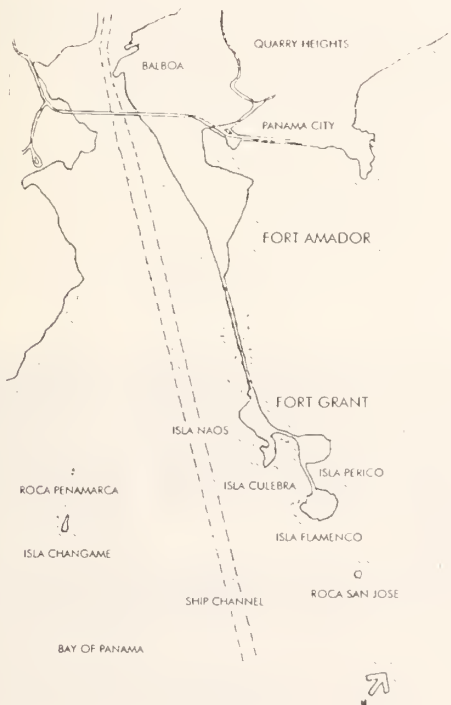 QUARRY HEIGHTS
BALBOA
PANAMA CITY
FORT AMADOR
FORT GRANT
ISLA NAOS
ISLA PERICO
ISLA CULEBRA
ROCA PENAMARCA
ISLA FLAMENCO
ISLA CHANGAME
ROCA SAN JOSE
SHIP CHANNEL
BAY OF PANAMA